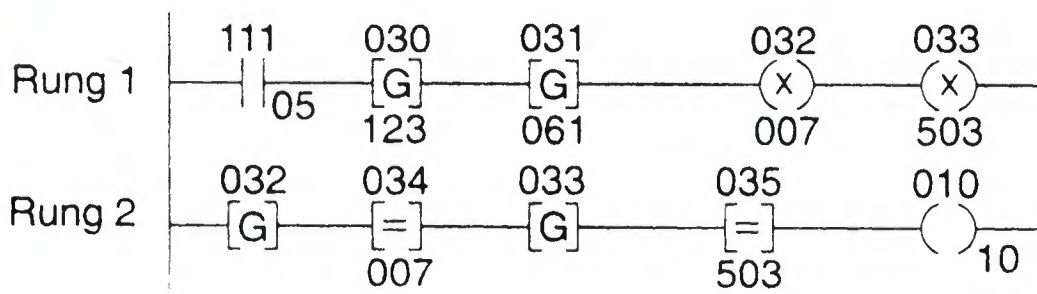 111 030 031 032 033
Rung 1 G G X X
05
123 061 007 503
032 034 033 035 010
Rung 2 G = G =
007 503 10